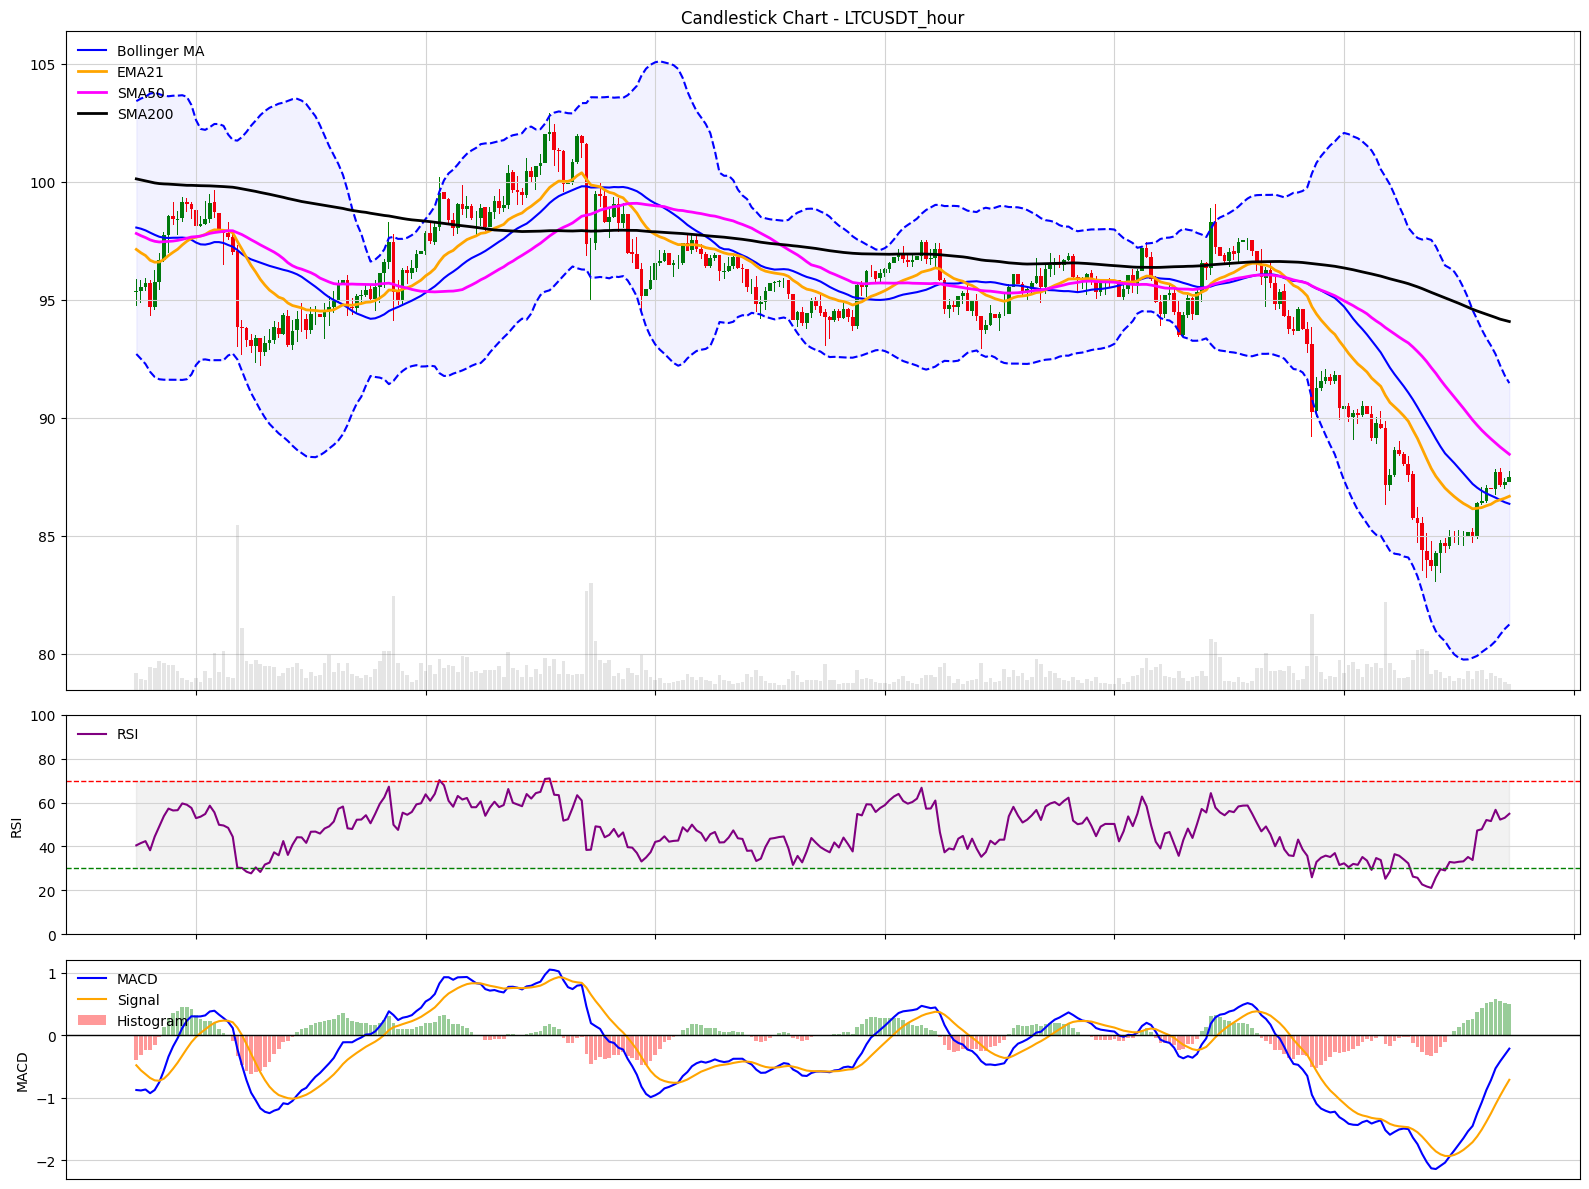 Candlestick Chart - LTCUSDT_hour
Bollinger MA
EMA21
SMA50
SMA200
105
100
95
90
85
80
RSI
100
80
60
40
20
0
RSI
MACD
Signal
Histogram
1
0
−1
−2
MACD